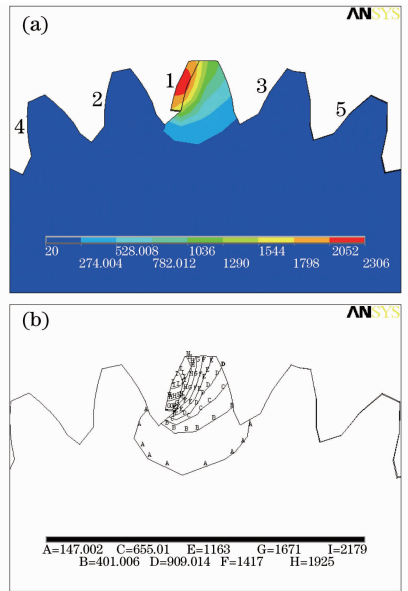 (a)
ANSYS
1
2
3
4
5
20 528.008 1036 1544 2052
274.004 782.012 1290 1798 2306
(b)
ANSYS
A=147.002 C=655.01 E=1163 G=1671 I=2179
B=401.006 D=909.014 F=1417 H=1925